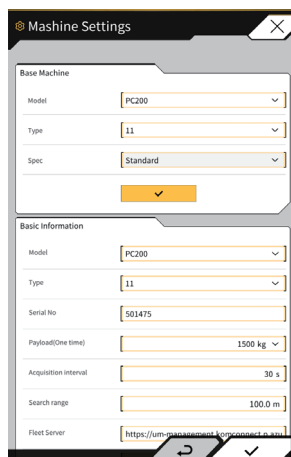 Mashine Settings
Base Machine
Model PC200
Type 11
Spec Standard
Basic Information
Model PC200
Type 11
Serial No 501475
Payload(One time) 1500 kg
Acquisition interval 30 s
Search range 100.0 m
Fleet Server https://um-management.komconnect.p.azu